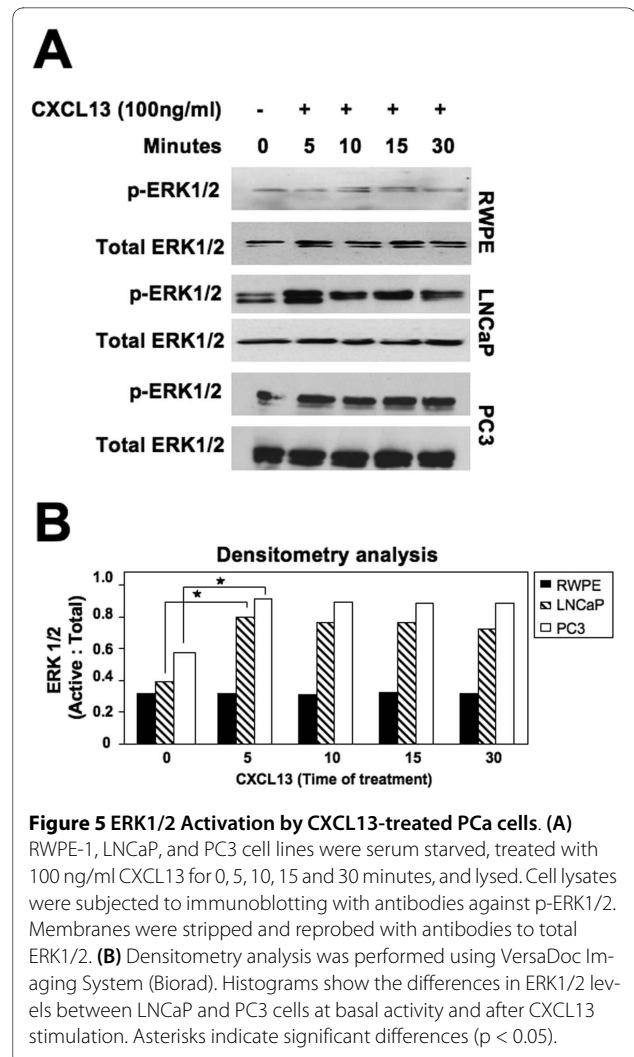 A
CXCL13 (100ng/ml) - + + + +
Minutes 0 5 10 15 30
p-ERK1/2
Total ERK1/2
RWPE
p-ERK1/2
Total ERK1/2
LNCaP
p-ERK1/2
Total ERK1/2
PC3
B
Densitometry analysis
ERK 1/2
(Active : Total)
1.0
0.8
0.6
0.4
0.2
0
★
★
RWPE
LNCaP
PC3
0 5 10 15 30
CXCL13 (Time of treatment)
Figure 5 ERK1/2 Activation by CXCL13-treated PCa cells. (A)
RWPE-1, LNCaP, and PC3 cell lines were serum starved, treated with
100 ng/ml CXCL13 for 0, 5, 10, 15 and 30 minutes, and lysed. Cell lysates
were subjected to immunoblotting with antibodies against p-ERK1/2.
Membranes were stripped and reprobed with antibodies to total
ERK1/2. (B) Densitometry analysis was performed using VersaDoc Im-
aging System (Biorad). Histograms show the differences in ERK1/2 lev-
els between LNCaP and PC3 cells at basal activity and after CXCL13
stimulation. Asterisks indicate significant differences (p < 0.05).